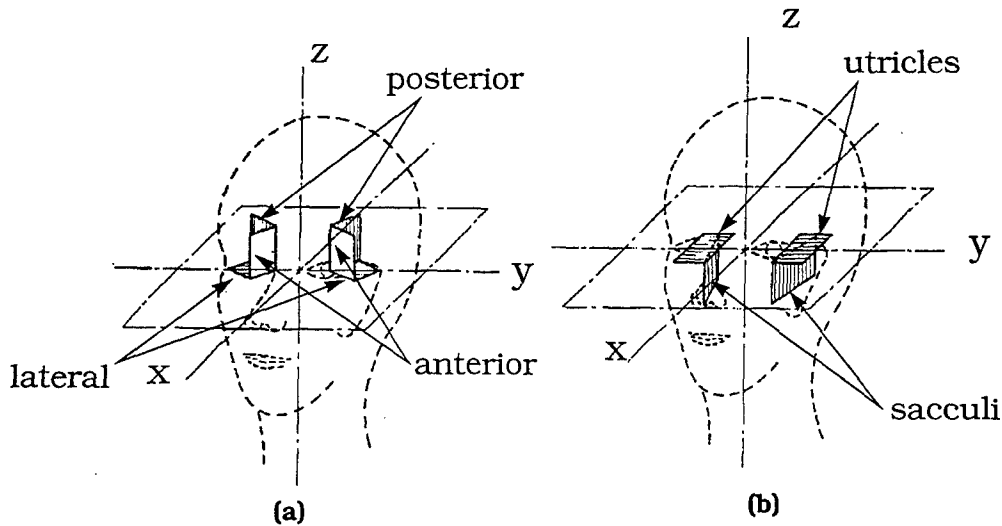 z
posterior
y
lateral
x
anterior
(a)
z
utricles
y
x
sacculi
(b)